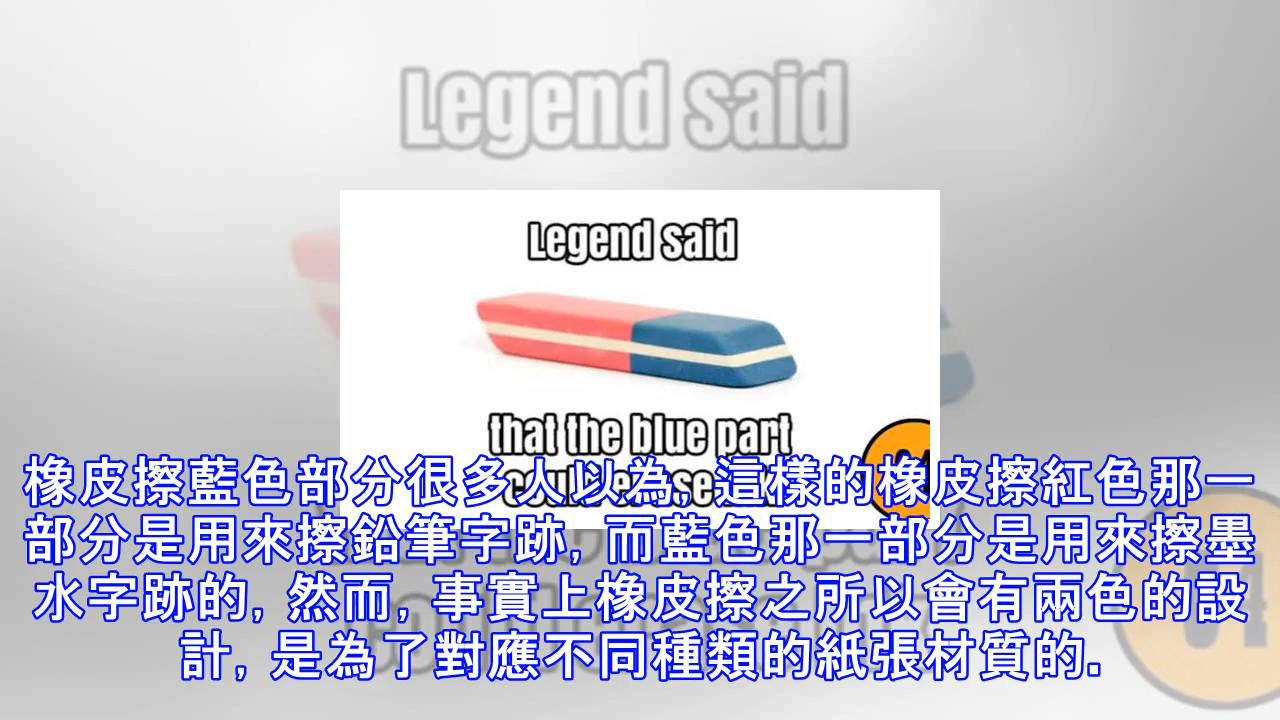 Legend said
Legend said
that the blue part
橡皮擦藍色部分很多人以為, 這樣的橡皮擦紅色那一
部分是用來擦鉛筆字跡, 而藍色那一部分是用來擦墨
水字跡的, 然而, 事實上橡皮擦之所以會有兩色的設
計, 是為了對應不同種類的紙張材質的.